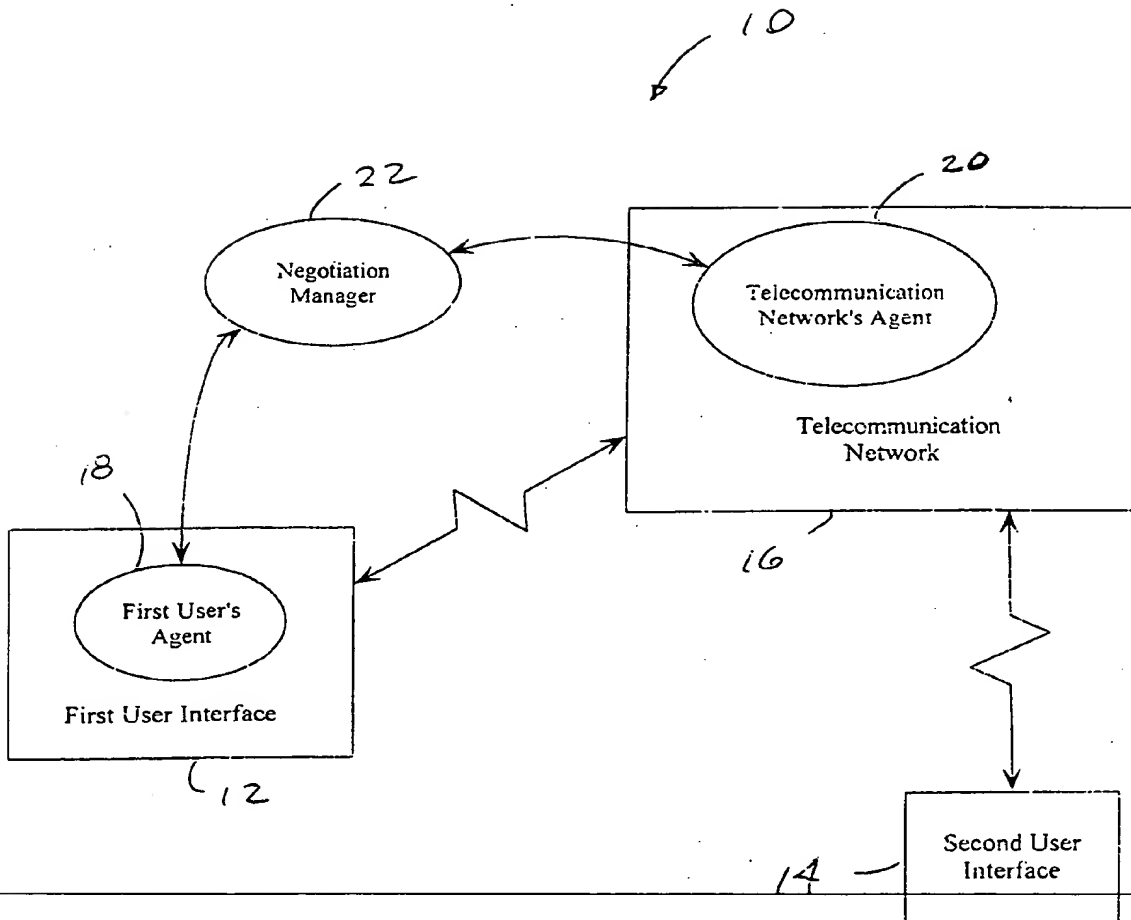 10
22
20
Negotiation
Manager
Telecommunication
Network's Agent
Telecommunication
Network
18
16
First User's
Agent
First User Interface
12
Second User
Interface
14